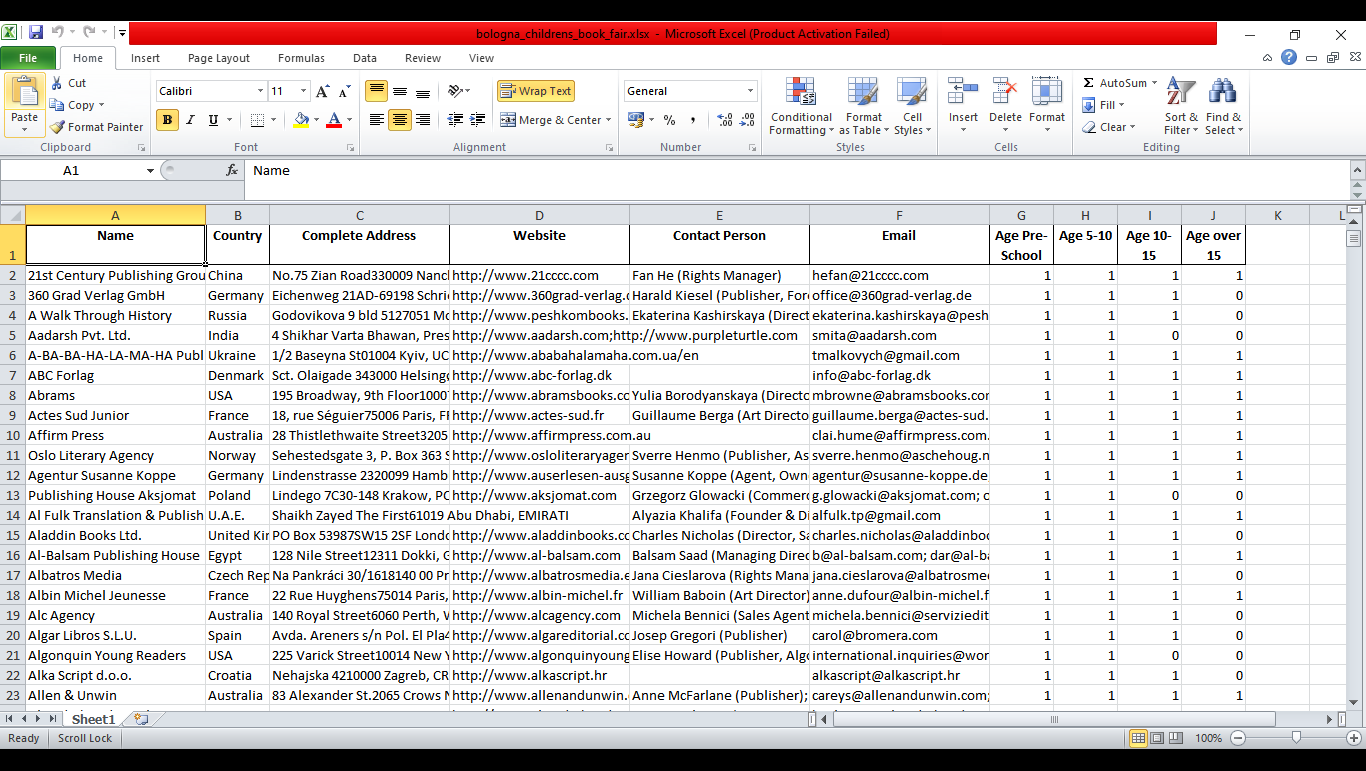 bologna_childrens_book_fair.xlsx - Microsoft Excel (Product Activation Failed)
File Home Insert Page Layout Formulas Data Review View
Paste Cut Copy Format Painter Clipboard
Calibri 11 A A B I U A Font
Wrap Text Merge & Center Alignment
General % , Number
Conditional Formatting Format as Table Cell Styles Styles
Insert Delete Format Cells
Σ AutoSum Fill Clear Sort & Filter Find & Select Editing
A1 fx Name
A B C D E F G H I J K L
1 Name Country Complete Address Website Contact Person Email Age Pre-School Age 5-10 Age 10-15 Age over 15
2 21st Century Publishing Grou China No.75 Zian Road330009 Nanc http://www.21cccc.com Fan He (Rights Manager) hefan@21cccc.com 1 1 1 1
3 360 Grad Verlag GmbH Germany Eichenweg 21AD-69198 Schri http://www.360grad-verlag. Harald Kiesel (Publisher, For office@360grad-verlag.de 1 1 1 0
4 A Walk Through History Russia Godovikova 9 bld 5127051 Mo http://www.peshkombooks. Ekaterina Kashirskaya (Direct ekaterina.kashirskaya@pesh 1 1 1 0
5 Aadarsh Pvt. Ltd. India 4 Shikhar Varta Bhawan, Pres http://www.aadarsh.com;http://www.purpleturtle.com smita@aadarsh.com 1 1 0 0
6 A-BA-BA-HA-LA-MA-HA Publ Ukraine 1/2 Baseyna St01004 Kyiv, UC http://www.ababahalamaha.com.ua/en tmalkovych@gmail.com 1 1 1 1
7 ABC Forlag Denmark Sct. Olaigade 343000 Helsing http://www.abc-forlag.dk info@abc-forlag.dk 1 1 1 1
8 Abrams USA 195 Broadway, 9th Floor1000 http://www.abramsbooks.co Yulia Borodyanskaya (Directo mbrowne@abramsbooks.cor 1 1 1 1
9 Actes Sud Junior France 18, rue Séguier75006 Paris, F http://www.actes-sud.fr Guillaume Berga (Art Directo guillaume.berga@actes-sud. 1 1 1 1
10 Affirm Press Australia 28 Thistlethwaite Street3205 http://www.affirmpress.com.au clai.hume@affirmpress.com. 1 1 1 1
11 Oslo Literary Agency Norway Sehestedsgate 3, P. Box 363 S http://www.osloliteraryager Sverre Henmo (Publisher, As sverre.henmo@aschehoug.n 1 1 1 1
12 Agentur Susanne Koppe Germany Lindenstrasse 2320099 Hamb http://www.auserlesen-ausg Susanne Koppe (Agent, Own agentur@susanne-koppe.de 1 1 1 1
13 Publishing House Aksjomat Poland Lindego 7C30-148 Krakow, PO http://www.aksjomat.com Grzegorz Glowacki (Commerc g.glowacki@aksjomat.com; o 1 1 0 0
14 Al Fulk Translation & Publish U.A.E. Shaikh Zayed The First61019 Abu Dhabi, EMIRATI Alyazia Khalifa (Founder & Di alfulk.tp@gmail.com 1 1 1 1
15 Aladdin Books Ltd. United Kin PO Box 53987SW15 2SF Londo http://www.aladdinbooks.co Charles Nicholas (Director, Sa charles.nicholas@aladdinboo 1 1 1 0
16 Al-Balsam Publishing House Egypt 128 Nile Street12311 Dokki, G http://www.al-balsam.com Balsam Saad (Managing Direc b@al-balsam.com; dar@al-ba 1 1 1 1
17 Albatros Media Czech Rep Na Pankráci 30/1618140 00 Pr http://www.albatrosmedia.e Jana Cieslarova (Rights Mana jana.cieslarova@albatrosme 1 1 1 0
18 Albin Michel Jeunesse France 22 Rue Huyghens75014 Paris, http://www.albin-michel.fr William Baboin (Art Director) anne.dufour@albin-michel.f 1 1 1 1
19 Alc Agency Australia 140 Royal Street6060 Perth, W http://www.alcagency.com Michela Bennici (Sales Agent michela.bennici@serviziedit 1 1 1 0
20 Algar Libros S.L.U. Spain Avda. Areners s/n Pol. El Pla4 http://www.algareditorial.co Josep Gregori (Publisher) carol@bromera.com 1 1 1 0
21 Algonquin Young Readers USA 225 Varick Street10014 New Y http://www.algonquinyoung Elise Howard (Publisher, Algo international.inquiries@wor 1 1 0 0
22 Alka Script d.o.o. Croatia Nehajska 4210000 Zagreb, CR http://www.alkascript.hr alkascript@alkascript.hr 1 1 1 0
23 Allen & Unwin Australia 83 Alexander St.2065 Crows N http://www.allenandunwin. Anne McFarlane (Publisher); careys@allenandunwin.com; 1 1 1 1
Sheet1
Ready Scroll Lock 100%